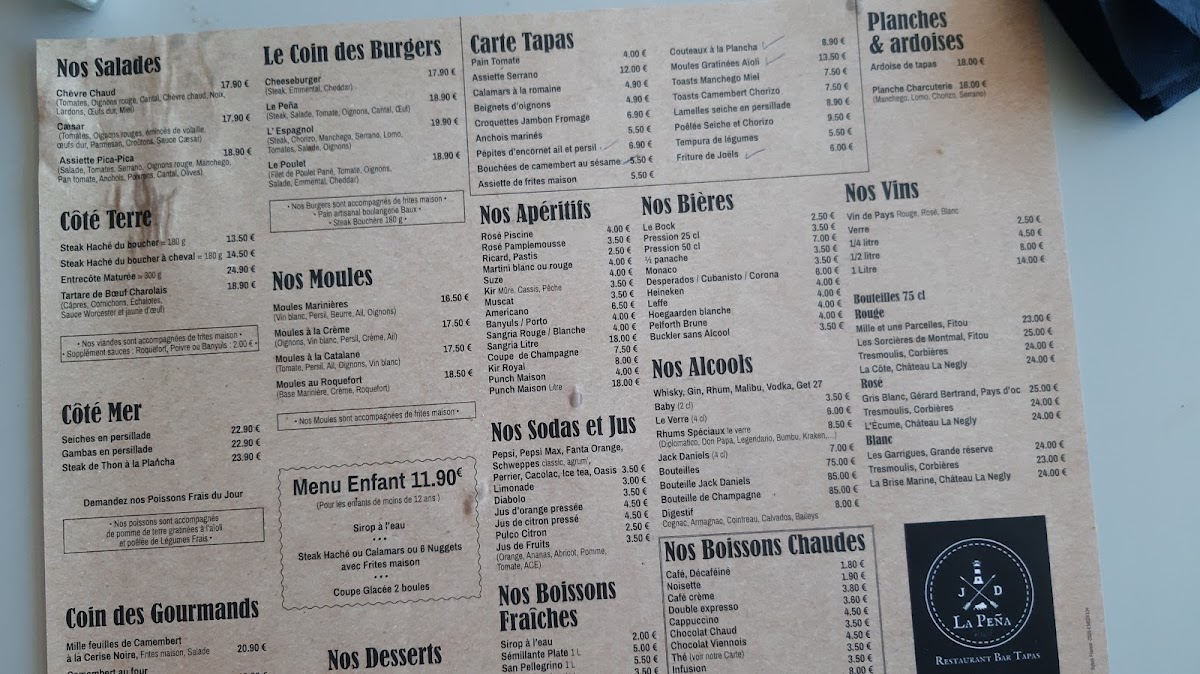 Nos Salades
Chèvre Chaud 17.90 €
(Tomates, Oignons rouge, Cantal, Chèvre chaud, Noix,
Lardons, Œufs dur, Miel)
Cæsar 17.90 €
(Tomates, Oignons rouges, émincés de volaille,
œufs dur, Parmesan, Croûtons, Sauce Cæsar)
Assiette Pica-Pica 18.90 €
(Salade, Tomates, Serrano, Oignons rouge, Manchego,
Pan tomate, Anchois, Poivrons, Cantal, Olives)
Côté Terre
Steak Haché du boucher = 180 g 13.50 €
Steak Haché du boucher à cheval = 180 g 14.50 €
Entrecôte Maturée = 300 g 24.90 €
Tartare de Bœuf Charolais 18.90 €
(Câpres, Cornichons, Echalotes,
Sauce Worcester et jaune d'œuf)
• Nos viandes sont accompagnées de frites maison •
• Supplément sauces : Roquefort, Poivre ou Banyuls : 2.00 € •
Côté Mer
Seiches en persillade 22.90 €
Gambas en persillade 22.90 €
Steak de Thon à la Plancha 23.90 €
Demandez nos Poissons Frais du Jour
• Nos poissons sont accompagnés
de pomme de terre gratinées à l'aïoli
et poêlée de Légumes Frais •
Coin des Gourmands
Mille feuilles de Camembert
à la Cerise Noire, Frites maison, Salade 20.90 €
Camembert au four
Le Coin des Burgers
Cheeseburger 17.90 €
(Steak, Emmental, Cheddar)
Le Peña 18.90 €
(Steak, Salade, Tomate, Oignons, Cantal, Œuf)
L'Espagnol 19.90 €
(Steak, Chorizo, Manchego, Serrano, Lomo,
Tomates, Salade, Oignons)
Le Poulet 18.90 €
(Filet de Poulet Pané, Tomate, Oignons,
Salade, Emmental, Cheddar)
• Nos Burgers sont accompagnés de frites maison •
• Pain artisanal boulangerie Baux •
• Steak Bouchère 180 g •
Nos Moules
Moules Marinières 16.50 €
(Vin blanc, Persil, Beurre, Ail, Oignons)
Moules à la Crème 17.50 €
(Oignons, Vin blanc, Persil, Crème, Ail)
Moules à la Catalane 17.50 €
(Tomate, Persil, Ail, Oignons, Vin blanc)
Moules au Roquefort 18.50 €
(Base Marinière, Crème, Roquefort)
• Nos Moules sont accompagnées de frites maison •
Menu Enfant 11.90€
(Pour les enfants de moins de 12 ans)
Sirop à l'eau
• • •
Steak Haché ou Calamars ou 6 Nuggets
avec Frites maison
• • •
Coupe Glacée 2 boules
Nos Desserts
Carte Tapas
Pain Tomate 4.00 €
Assiette Serrano 12.00 €
Calamars à la romaine 4.90 €
Beignets d'oignons 4.90 €
Croquettes Jambon Fromage 6.90 €
Anchois marinés 5.50 €
Pépites d'encornet ail et persil 6.90 €
Bouchées de camembert au sésame 5.50 €
Assiette de frites maison 5.50 €
Couteaux à la Plancha 8.90 €
Moules Gratinées Aïoli 13.50 €
Toasts Manchego Miel 7.50 €
Toasts Camembert Chorizo 7.50 €
Lamelles seiche en persillade 8.90 €
Poêlée Seiche et Chorizo 9.50 €
Tempura de légumes 5.50 €
Friture de Joëls 6.00 €
Planches
& ardoises
Ardoise de tapas 18.00 €
Planche Charcuterie 16.00 €
(Manchego, Lomo, Chorizo, Serrano)
Nos Apéritifs
Rosé Piscine 4.00 €
Rosé Pamplemousse 3.50 €
Ricard, Pastis 2.50 €
Martini blanc ou rouge 4.00 €
Suze 4.00 €
Kir Mûre, Cassis, Pêche 3.50 €
Muscat 3.50 €
Americano 6.50 €
Banyuls / Porto 4.00 €
Sangria Rouge / Blanche 4.00 €
Sangria Litre 18.00 €
Coupe de Champagne 7.50 €
Kir Royal 8.00 €
Punch Maison 4.00 €
Punch Maison Litre 18.00 €
Nos Sodas et Jus
Pepsi, Pepsi Max, Fanta Orange,
Schweppes classic, agrum',
Perrier, Cacolac, Ice tea, Oasis 3.50 €
Limonade 3.00 €
Diabolo 3.50 €
Jus d'orange pressée 4.50 €
Jus de citron pressé 4.50 €
Pulco Citron 2.50 €
Jus de Fruits 3.50 €
(Orange, Ananas, Abricot, Pomme,
Tomate, ACE)
Nos Boissons
Fraîches
Sirop à l'eau 2.00 €
Sémillante Plate 1 L 5.00 €
San Pellegrino 1 L 5.50 €
3.50 €
Nos Bières
Le Bock 2.50 €
Pression 25 cl 3.50 €
Pression 50 cl 7.00 €
½ panache 3.50 €
Monaco 3.50 €
Desperados / Cubanisto / Corona 6.00 €
Heineken 4.00 €
Leffe 4.00 €
Hoegaarden blanche 4.00 €
Pelforth Brune 4.00 €
Buckler sans Alcool 3.50 €
Nos Alcools
Whisky, Gin, Rhum, Malibu, Vodka, Get 27
Baby (2 cl) 3.50 €
Le Verre (4 cl) 6.00 €
Rhums Spéciaux le verre 8.50 €
(Diplomatico, Don Papa, Legendario, Bumbu, Kraken,...)
Jack Daniels (4 cl) 7.00 €
Bouteilles 75.00 €
Bouteille Jack Daniels 85.00 €
Bouteille de Champagne 85.00 €
Digestif 8.00 €
Cognac, Armagnac, Cointreau, Calvados, Baileys
Nos Boissons Chaudes
Café, Décaféiné 1.80 €
Noisette 1.90 €
Café crème 3.80 €
Double expresso 3.60 €
Cappuccino 4.50 €
Chocolat Chaud 3.50 €
Chocolat Viennois 4.50 €
Thé (voir notre Carte) 3.50 €
Infusion 3.50 €
8.00 €
Nos Vins
Vin de Pays Rouge, Rosé, Blanc
Verre 2.50 €
1/4 litre 4.50 €
1/2 litre 8.00 €
1 Litre 14.00 €
Bouteilles 75 cl
Rouge
Mille et une Parcelles, Fitou 23.00 €
Les Sorcières de Montmal, Fitou 25.00 €
Tresmoulis, Corbières 24.00 €
La Côte, Château La Negly 24.00 €
Rosé
Gris Blanc, Gérard Bertrand, Pays d'oc 25.00 €
Tresmoulis, Corbières 24.00 €
L'Écume, Château La Negly 24.00 €
Blanc
Les Garrigues, Grande réserve 24.00 €
Tresmoulis, Corbières 23.00 €
La Brise Marine, Château La Negly 24.00 €
J D
LA PEÑA
RESTAURANT BAR TAPAS